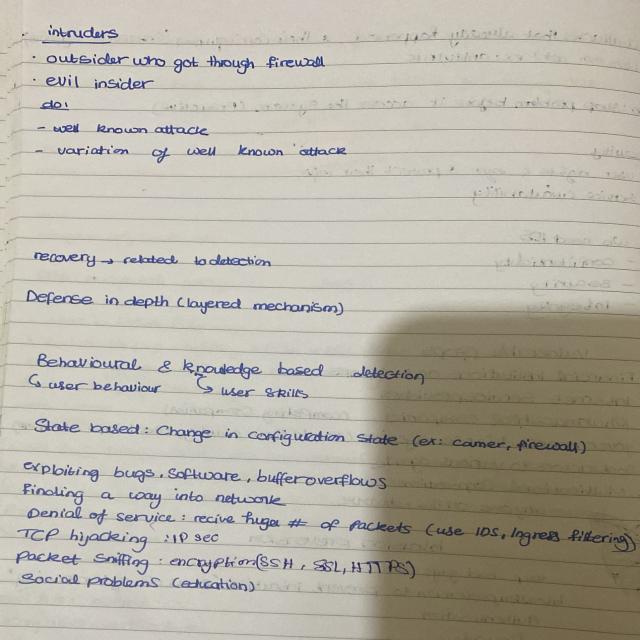 intruders
· outsider who got through firewall
· evil insider
do:
- well known attack
- variation of well known attack
recovery → related to detection
Defense in depth (layered mechanism)
Behavioural & knowledge based detection
↳ user behaviour ↳ user skills
State based: Change in configuration state (ex: camer, firewall)
exploiting bugs, software, buffer overflows
Finding a way into network
Denial of service: recive huge # of packets (use IDS, Ingress filtering)
TCP hijacking : IP sec
Packet sniffing : encryption (SSH, SSL, HTTPS)
Social problems (education)